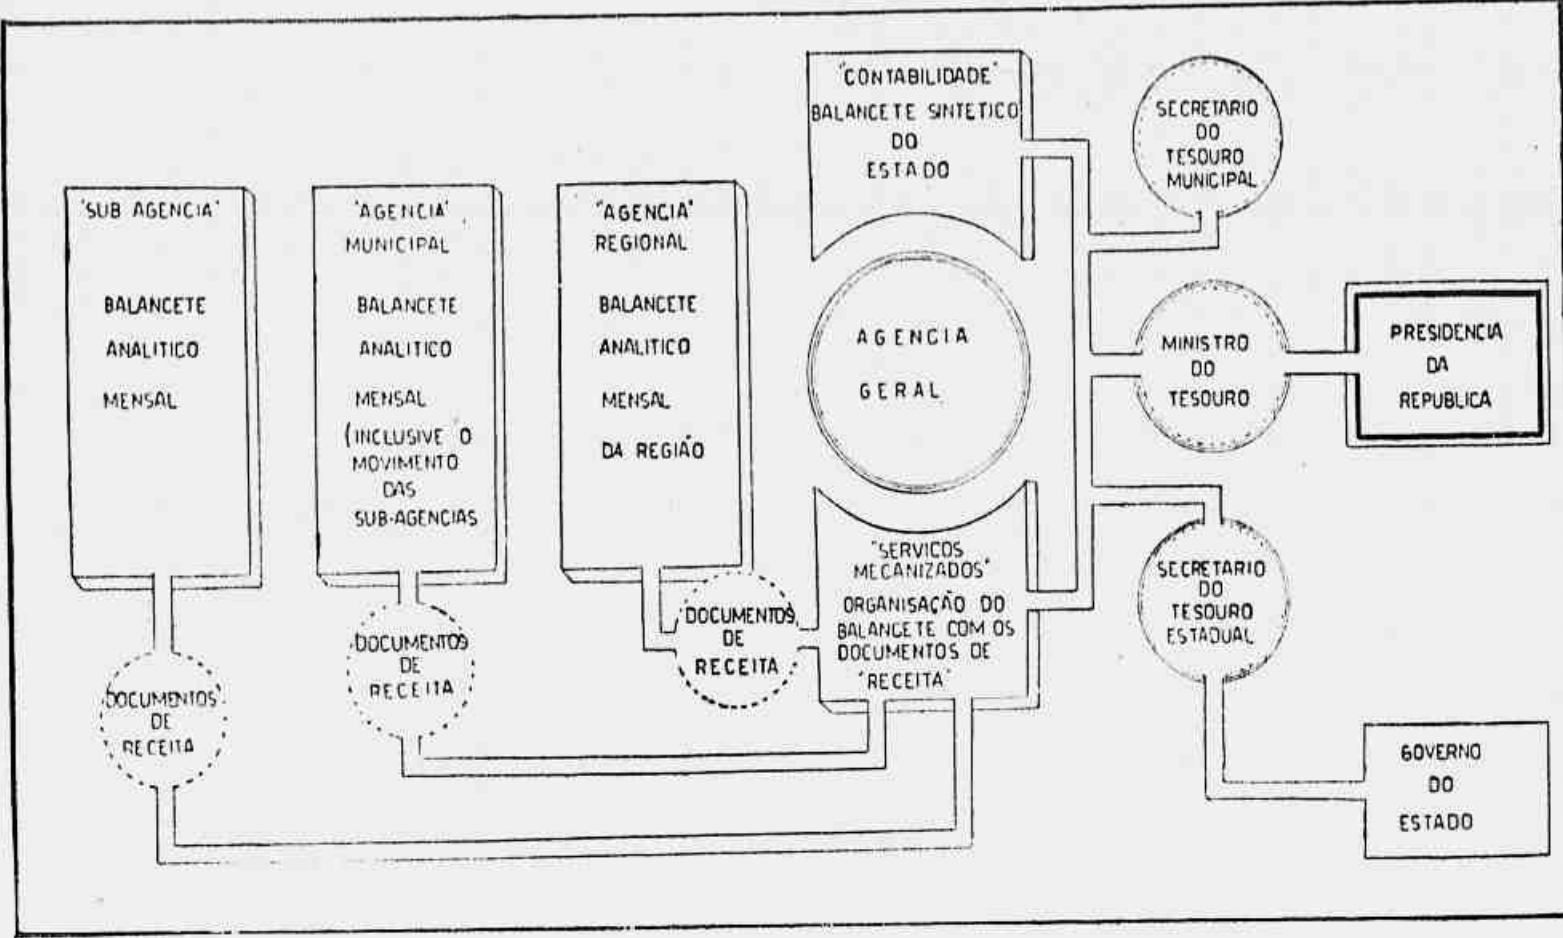 "SUB AGENCIA"
BALANCETE
ANALITICO
MENSAL
"AGENCIA"
MUNICIPAL
BALANCETE
ANALITICO
MENSAL
(INCLUSIVE O
MOVIMENTO
DAS
SUB-AGENCIAS
"AGENCIA"
REGIONAL
BALANCETE
ANALITICO
MENSAL
DA REGIÃO
"CONTABILIDADE"
BALANCETE SINTETICO
DO
ESTADO
AGENCIA
GERAL
"SERVICOS
MECANIZADOS"
ORGANISAÇÃO DO
BALANCETE COM OS
DOCUMENTOS DE
"RECEITA"
DOCUMENTOS
DE
RECEITA
DOCUMENTOS
DE
RECEITA
DOCUMENTOS
DE
RECEITA
SECRETARIO
DO
TESOURO
MUNICIPAL
MINISTRO
DO
TESOURO
PRESIDENCIA
DA
REPUBLICA
SECRETARIO
DO
TESOURO
ESTADUAL
GOVERNO
DO
ESTADO